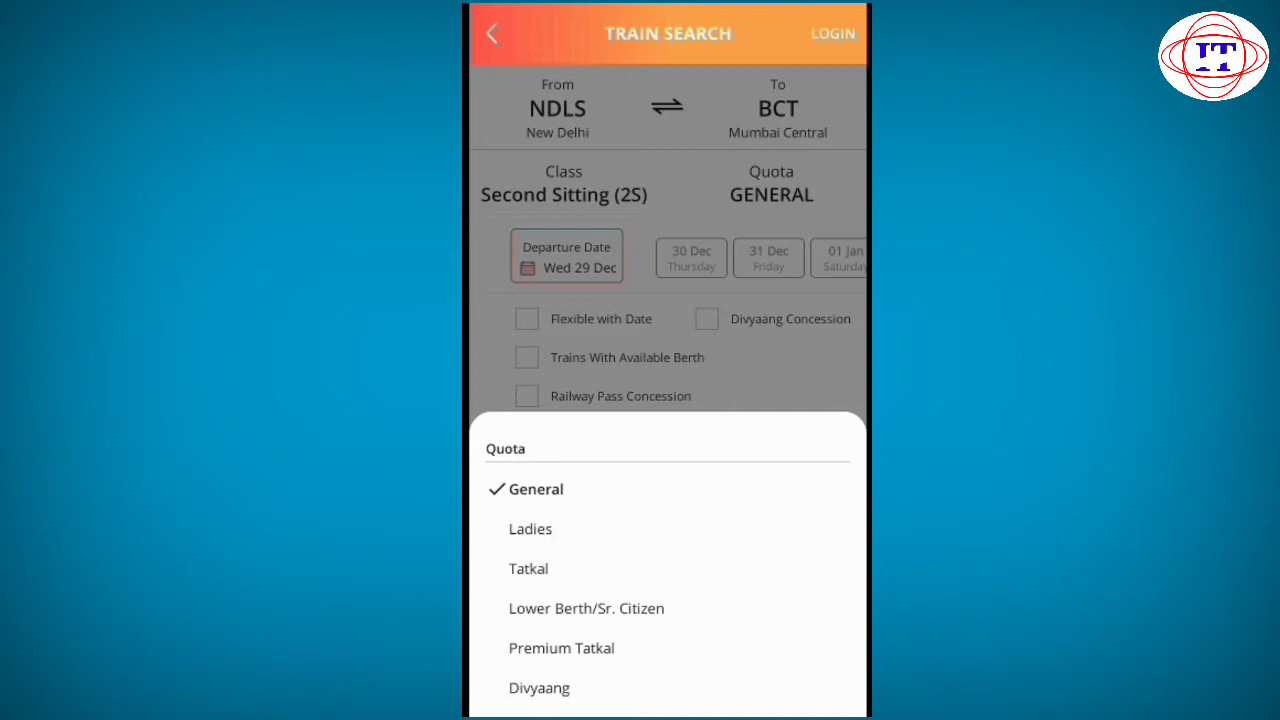 TRAIN SEARCH
LOGIN
IT
From
To
NDLS
BCT
New Delhi
Mumbai Central
Class
Quota
Second Sitting (2S)
GENERAL
Departure Date
Wed 29 Dec
30 Dec
Thursday
31 Dec
Friday
01 Jan
Saturday
Flexible with Date
Divyaang Concession
Trains With Available Berth
Railway Pass Concession
Quota
General
Ladies
Tatkal
Lower Berth/Sr. Citizen
Premium Tatkal
Divyaang